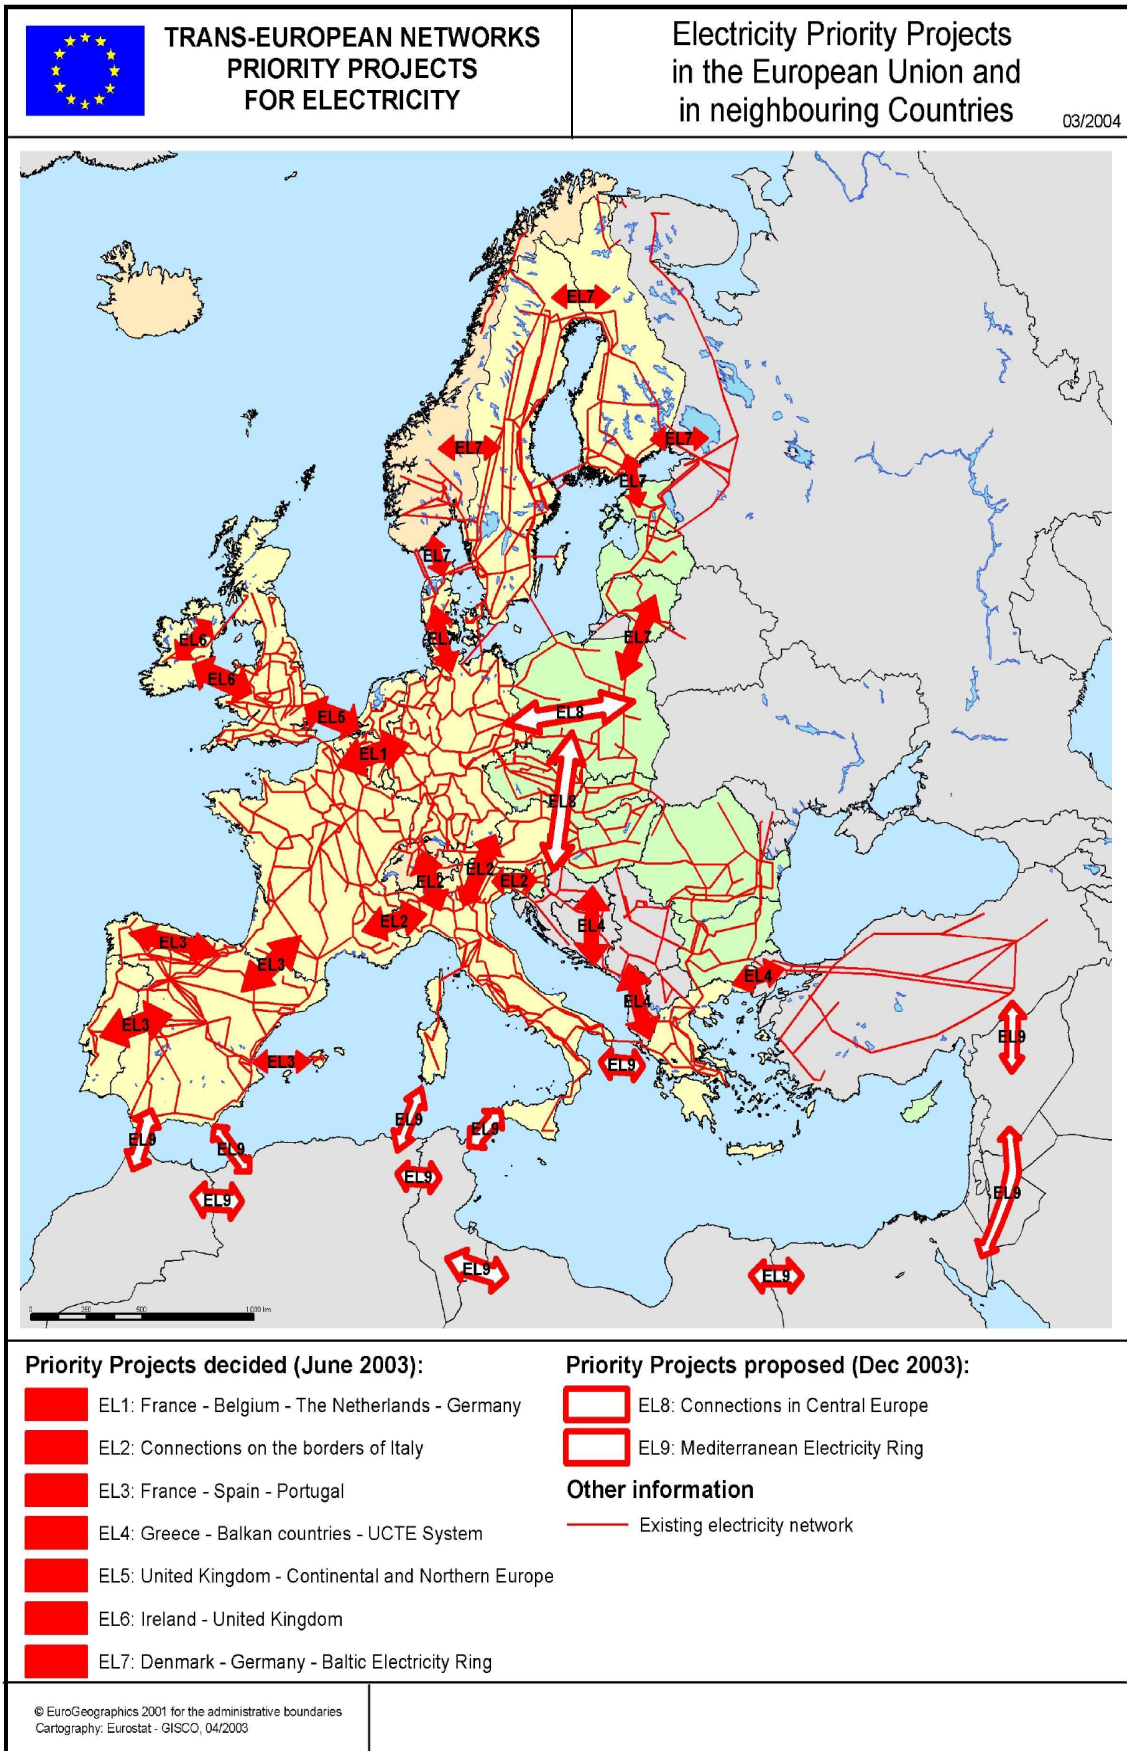 TRANS-EUROPEAN NETWORKS
PRIORITY PROJECTS
FOR ELECTRICITY
Electricity Priority Projects
in the European Union and
in neighbouring Countries
03/2004
EL7
EL7
EL7
EL7
EL7
EL7
EL7
EL6
EL6
EL5
EL1
EL8
EL8
EL2
EL2
EL2
EL2
EL3
EL3
EL3
EL3
EL4
EL4
EL4
EL9
EL9
EL9
EL9
EL9
EL9
EL9
EL9
EL9
EL9
EL9
0 250 500 1.000 km
Priority Projects decided (June 2003):
EL1: France - Belgium - The Netherlands - Germany
EL2: Connections on the borders of Italy
EL3: France - Spain - Portugal
EL4: Greece - Balkan countries - UCTE System
EL5: United Kingdom - Continental and Northern Europe
EL6: Ireland - United Kingdom
EL7: Denmark - Germany - Baltic Electricity Ring
Priority Projects proposed (Dec 2003):
EL8: Connections in Central Europe
EL9: Mediterranean Electricity Ring
Other information
Existing electricity network
© EuroGeographics 2001 for the administrative boundaries
Cartography: Eurostat - GISCO, 04/2003